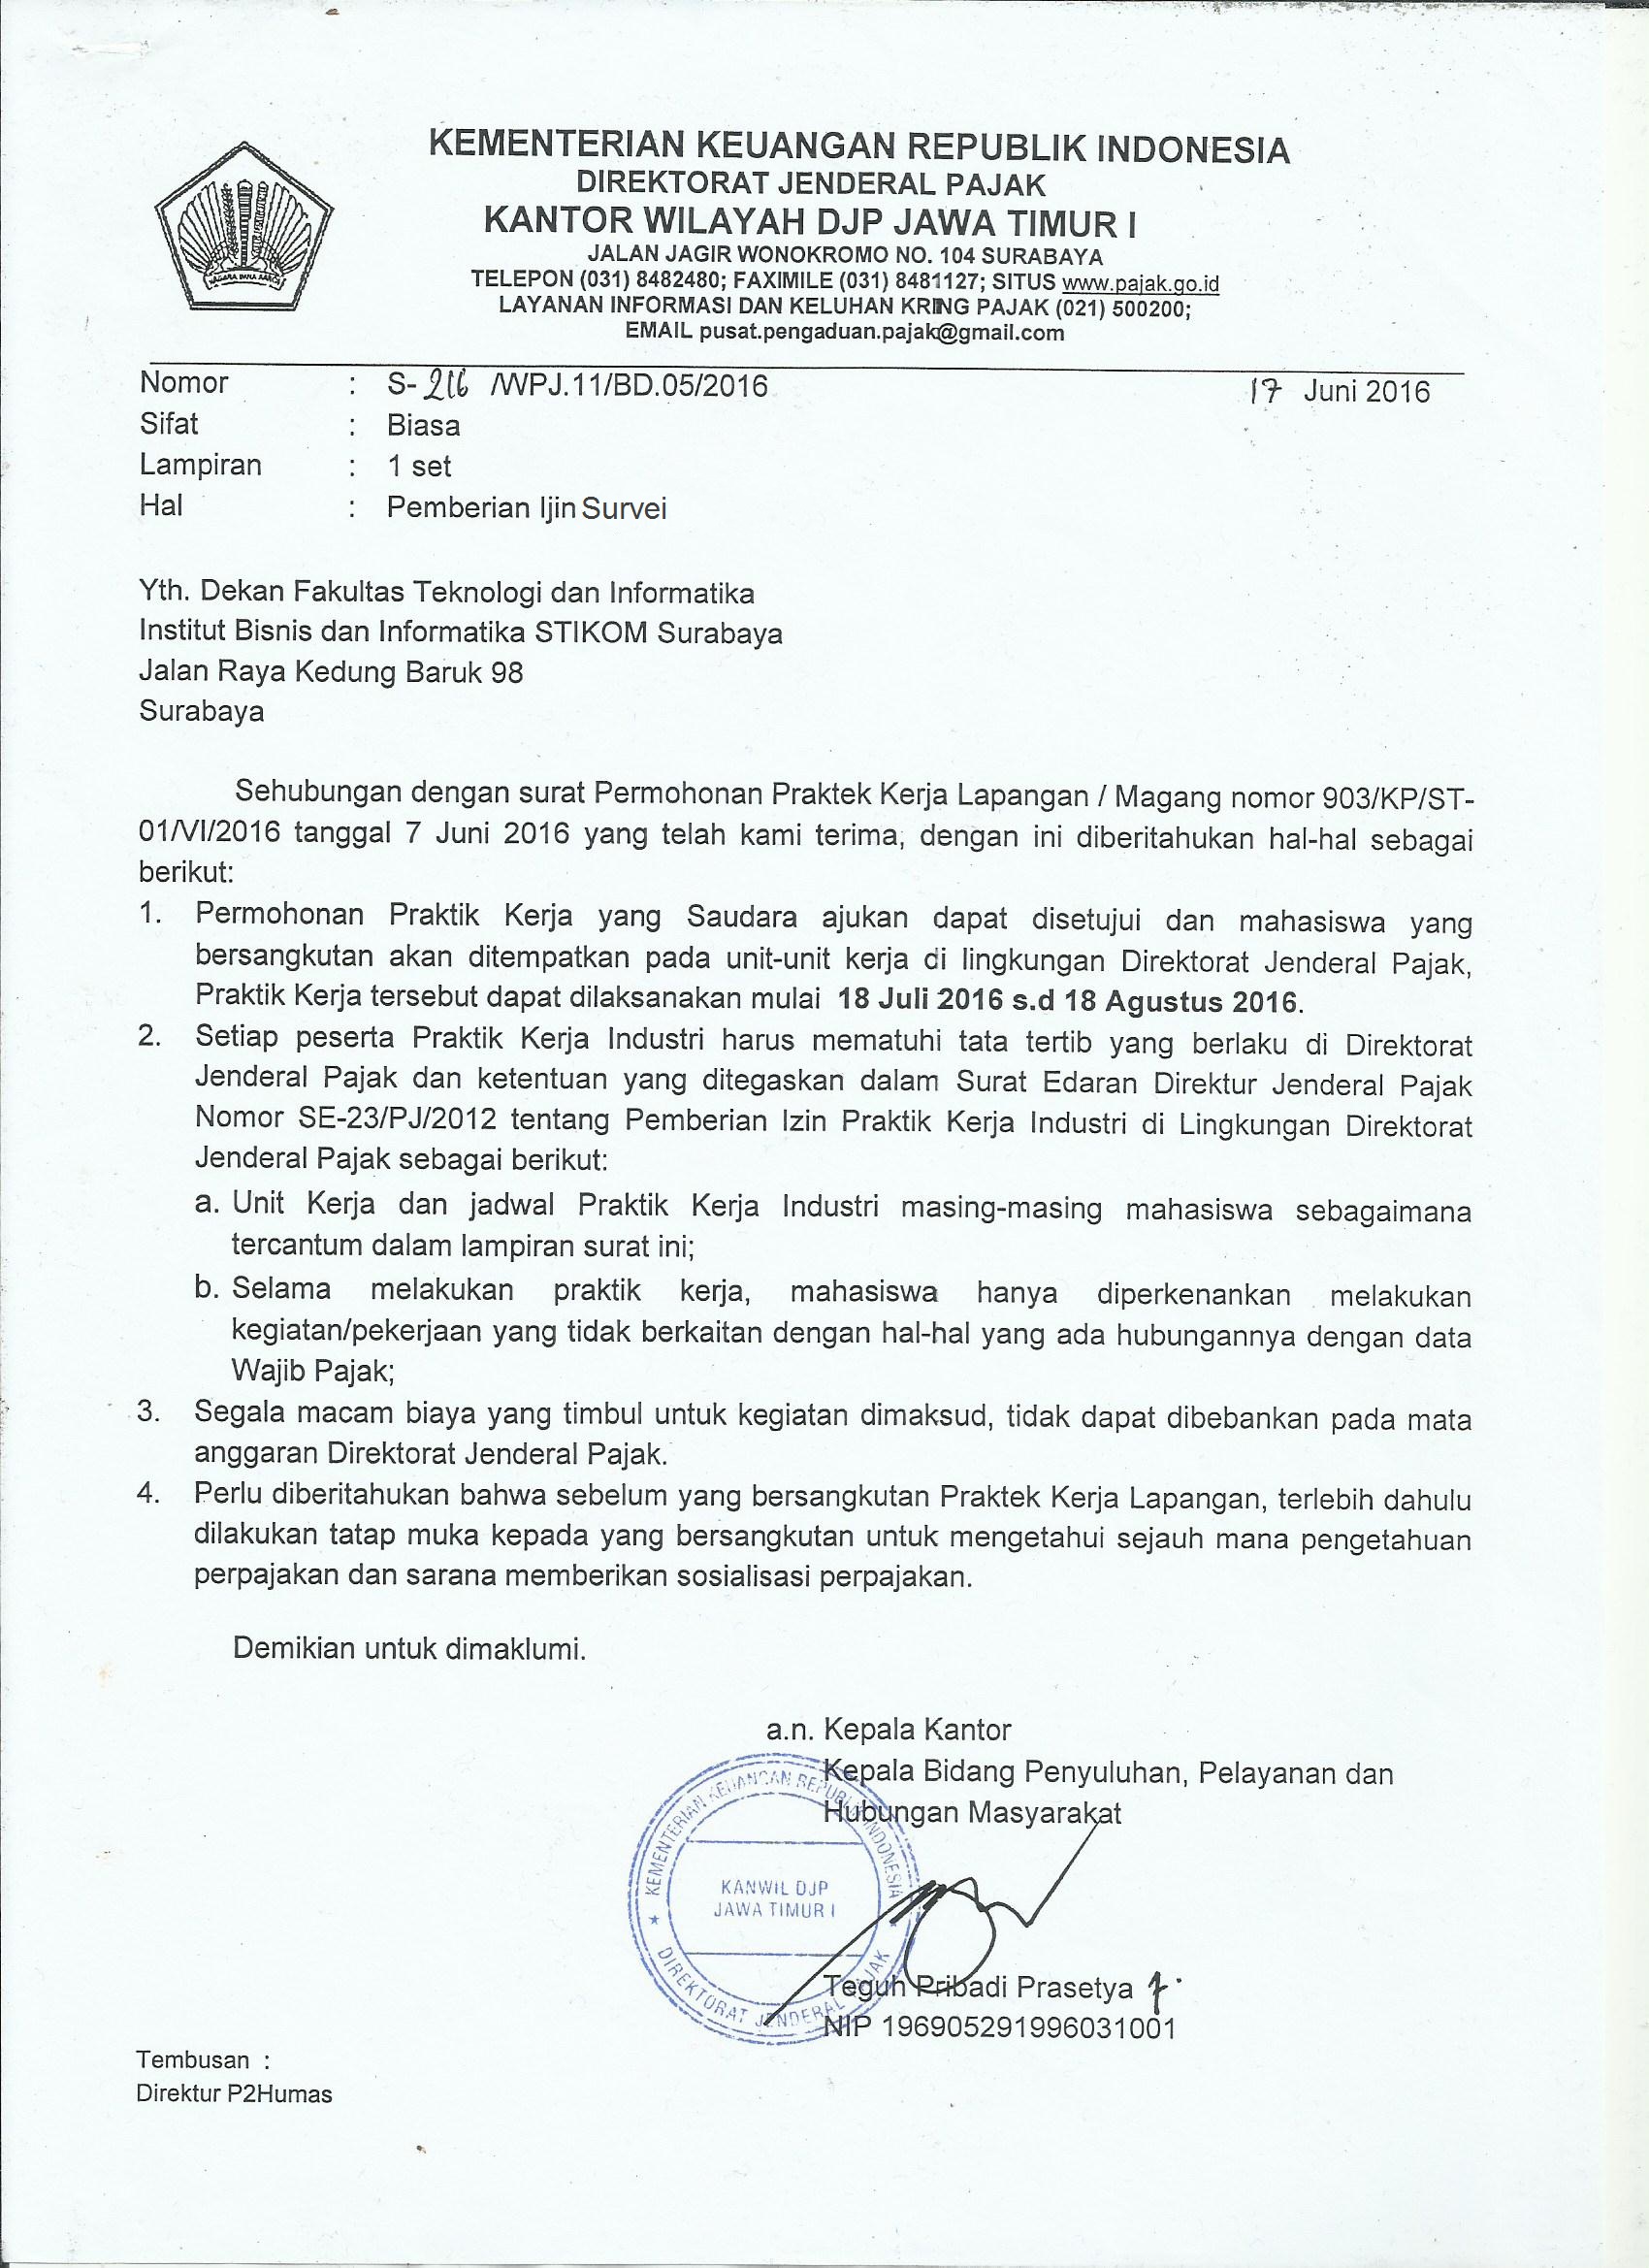 KEMENTERIAN KEUANGAN REPUBLIK INDONESIA
DIREKTORAT JENDERAL PAJAK
KANTOR WILAYAH DJP JAWA TIMUR I
JALAN JAGIR WONOKROMO NO. 104 SURABAYA
TELEPON (031) 8482480; FAXIMILE (031) 8481127; SITUS www.pajak.go.id
LAYANAN INFORMASI DAN KELUHAN KRING PAJAK (021) 500200;
EMAIL pusat.pengaduan.pajak@gmail.com
Nomor : S- 216 /WPJ.11/BD.05/2016 17 Juni 2016
Sifat : Biasa
Lampiran : 1 set
Hal : Pemberian Ijin Survei
Yth. Dekan Fakultas Teknologi dan Informatika
Institut Bisnis dan Informatika STIKOM Surabaya
Jalan Raya Kedung Baruk 98
Surabaya
Sehubungan dengan surat Permohonan Praktek Kerja Lapangan / Magang nomor 903/KP/ST-
01/VI/2016 tanggal 7 Juni 2016 yang telah kami terima, dengan ini diberitahukan hal-hal sebagai
berikut:
1. Permohonan Praktik Kerja yang Saudara ajukan dapat disetujui dan mahasiswa yang
bersangkutan akan ditempatkan pada unit-unit kerja di lingkungan Direktorat Jenderal Pajak,
Praktik Kerja tersebut dapat dilaksanakan mulai 18 Juli 2016 s.d 18 Agustus 2016.
2. Setiap peserta Praktik Kerja Industri harus mematuhi tata tertib yang berlaku di Direktorat
Jenderal Pajak dan ketentuan yang ditegaskan dalam Surat Edaran Direktur Jenderal Pajak
Nomor SE-23/PJ/2012 tentang Pemberian Izin Praktik Kerja Industri di Lingkungan Direktorat
Jenderal Pajak sebagai berikut:
a. Unit Kerja dan jadwal Praktik Kerja Industri masing-masing mahasiswa sebagaimana
tercantum dalam lampiran surat ini;
b. Selama melakukan praktik kerja, mahasiswa hanya diperkenankan melakukan
kegiatan/pekerjaan yang tidak berkaitan dengan hal-hal yang ada hubungannya dengan data
Wajib Pajak;
3. Segala macam biaya yang timbul untuk kegiatan dimaksud, tidak dapat dibebankan pada mata
anggaran Direktorat Jenderal Pajak.
4. Perlu diberitahukan bahwa sebelum yang bersangkutan Praktek Kerja Lapangan, terlebih dahulu
dilakukan tatap muka kepada yang bersangkutan untuk mengetahui sejauh mana pengetahuan
perpajakan dan sarana memberikan sosialisasi perpajakan.
Demikian untuk dimaklumi.
a.n. Kepala Kantor
Kepala Bidang Penyuluhan, Pelayanan dan
Hubungan Masyarakat
KEMENTERIAN KEUANGAN REPUBLIK INDONESIA
KANWIL DJP
JAWA TIMUR I
DIREKTORAT JENDERAL PAJAK
Teguh Pribadi Prasetya
NIP 196905291996031001
Tembusan :
Direktur P2Humas